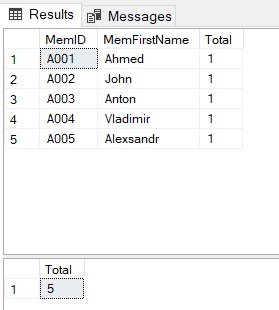 Results Messages
MemID MemFirstName Total
1 A001 Ahmed 1
2 A002 John 1
3 A003 Anton 1
4 A004 Vladimir 1
5 A005 Alexsandr 1
Total
1 5